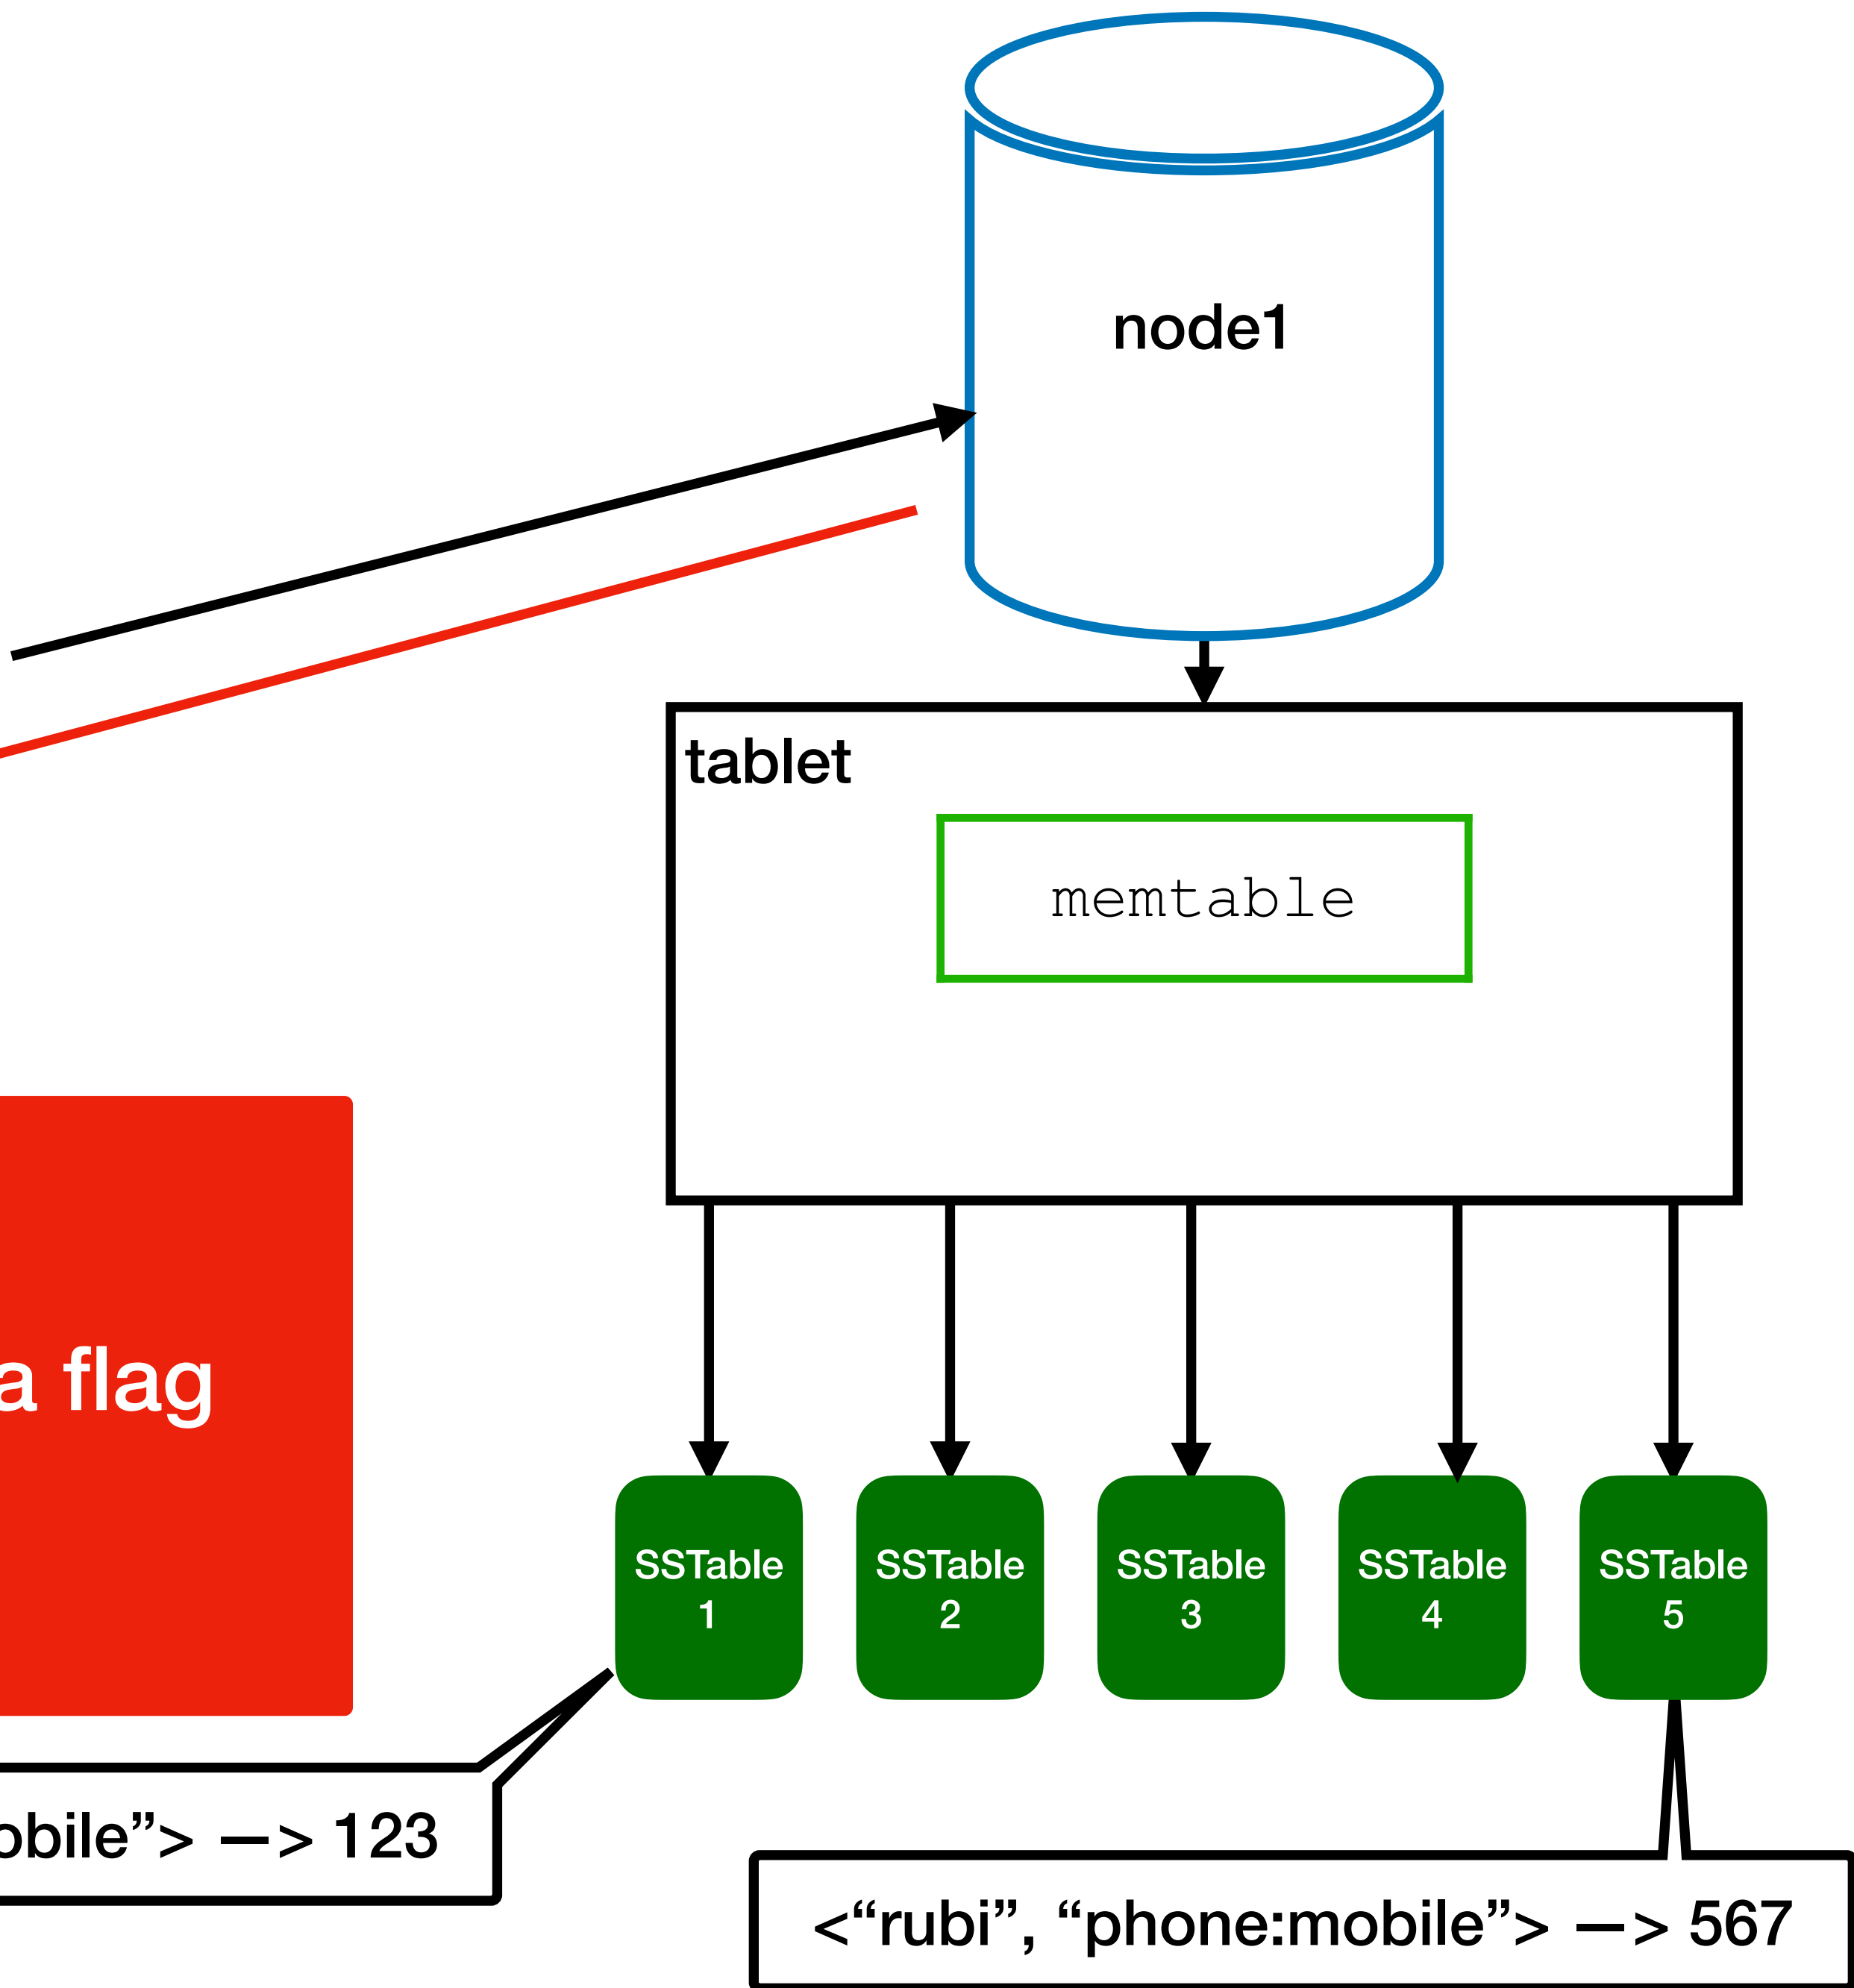 node1
tablet
memtable
a flag
SSTable
1
SSTable
2
SSTable
3
SSTable
4
SSTable
5
obile”> —> 123
<“rubi”, “phone:mobile”> —> 567